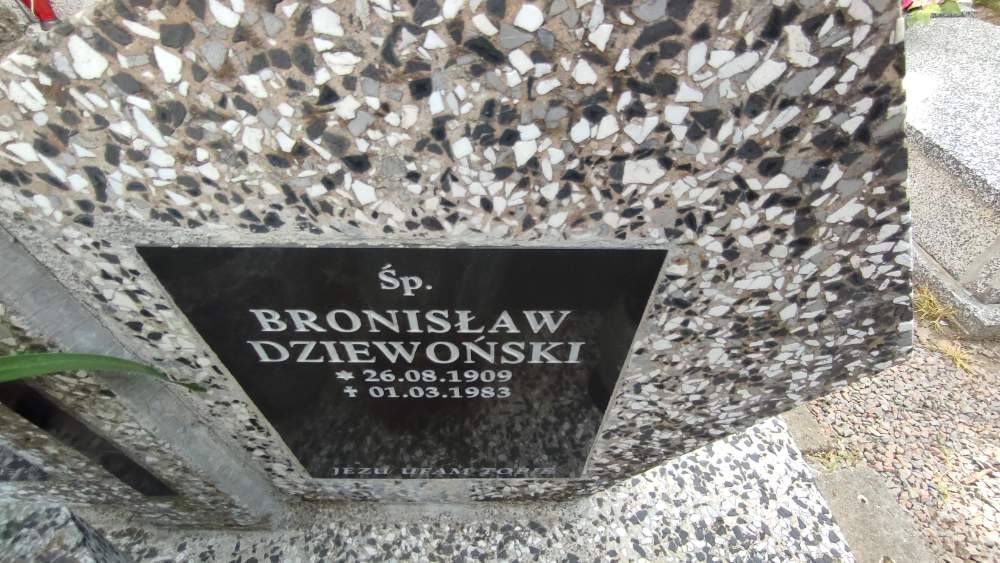 Śp.
BRONISŁAW
DZIEWOŃSKI
* 26.08.1909
✝ 01.03.1983
JEZU UFAM TOBIE